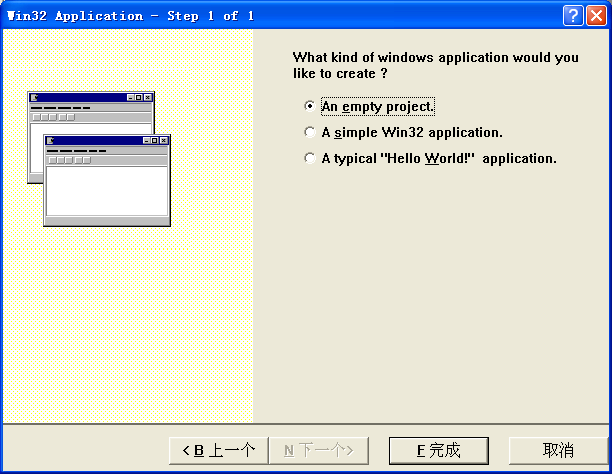 Win32 Application - Step 1 of 1
What kind of windows application would you
like to create ?
An empty project.
A simple Win32 application.
A typical "Hello World!" application.
< B 上一个
N 下一个>
F 完成
取消